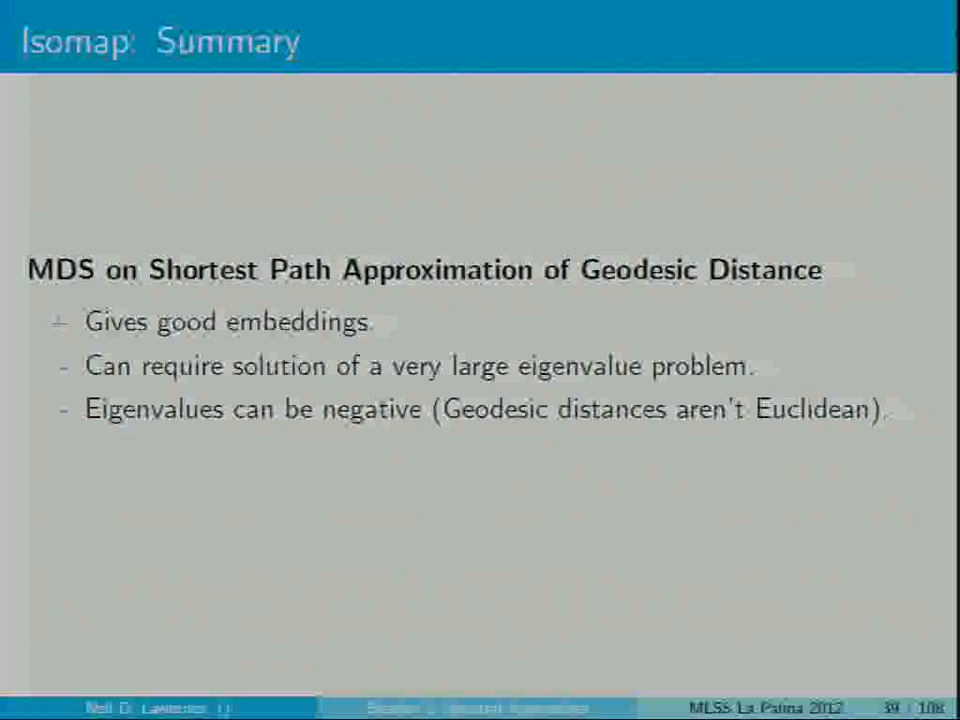 Isomap: Summary
MDS on Shortest Path Approximation of Geodesic Distance
+ Gives good embeddings.
- Can require solution of a very large eigenvalue problem.
- Eigenvalues can be negative (Geodesic distances aren't Euclidean).
Neil D. Lawrence ()
MLSS La Palma 2012
39 / 108